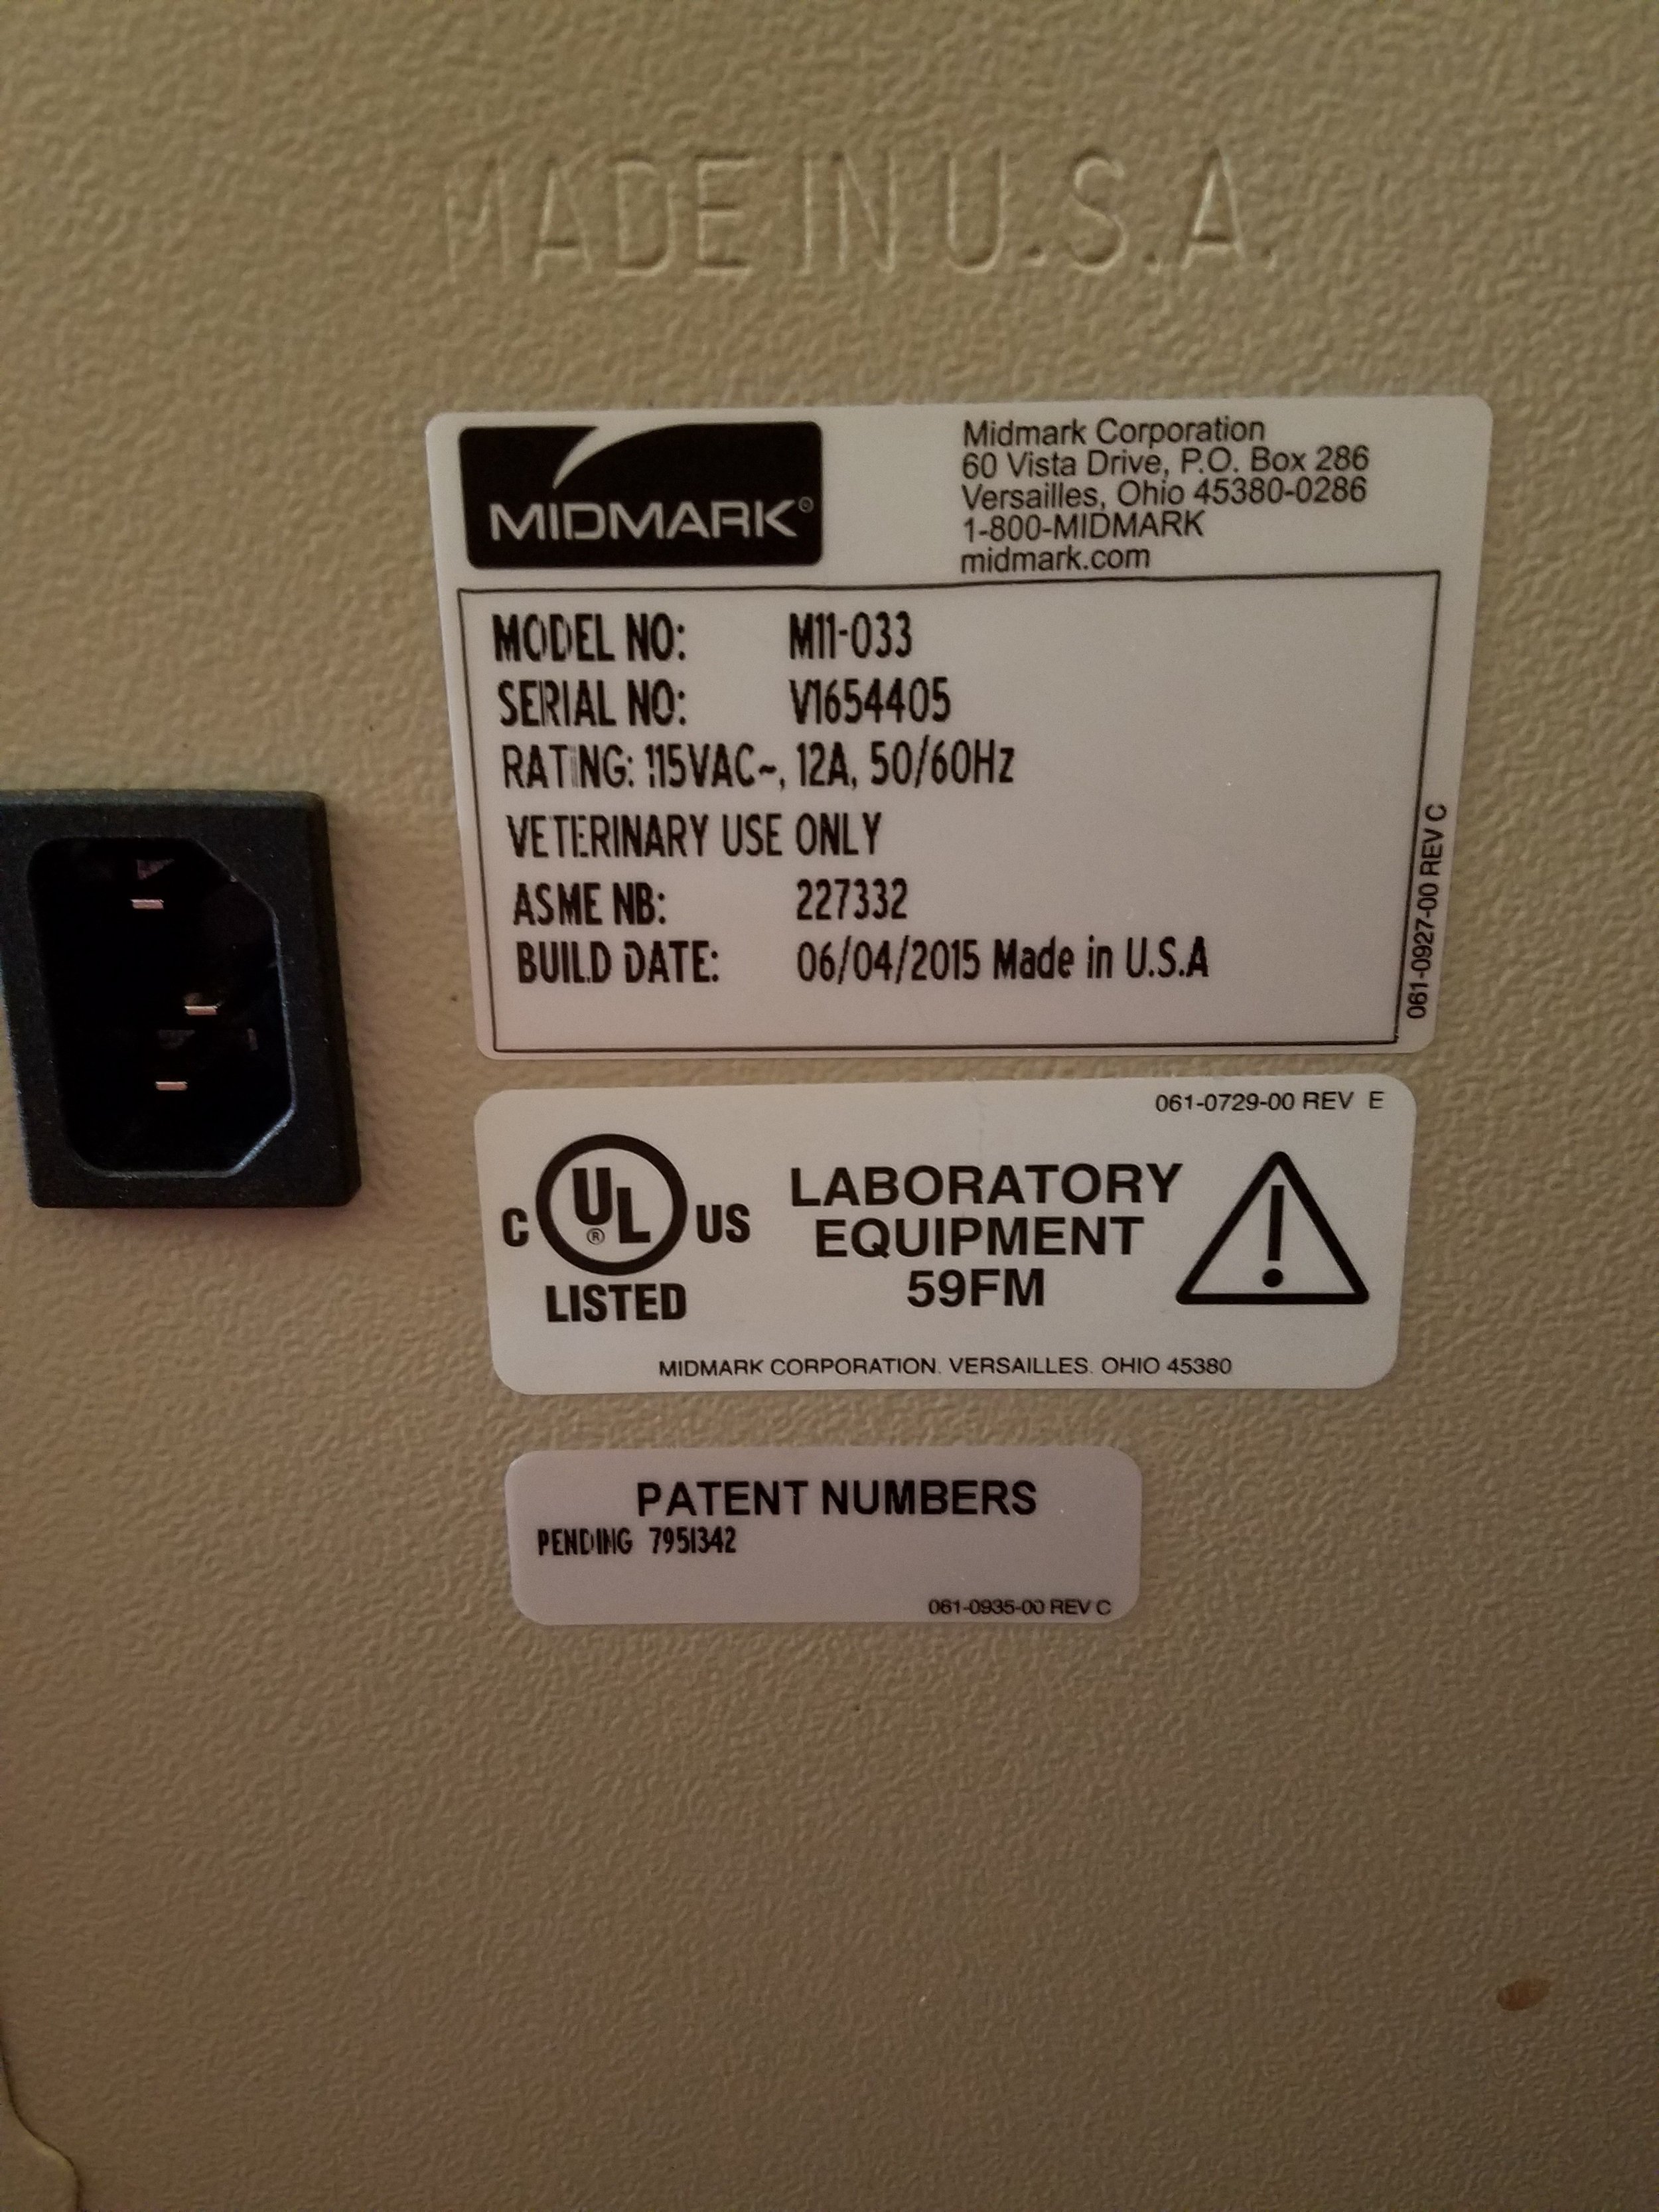 MADE IN U.S.A.
MIDMARK®
Midmark Corporation
60 Vista Drive, P.O. Box 286
Versailles, Ohio 45380-0286
1-800-MIDMARK
midmark.com
MODEL NO: M11-033
SERIAL NO: V1654405
RATING: 115VAC~, 12A, 50/60Hz
VETERINARY USE ONLY
ASME NB: 227332
BUILD DATE: 06/04/2015 Made in U.S.A
061-0927-00 REV C
061-0729-00 REV E
C UL® US
LISTED
LABORATORY
EQUIPMENT
59FM
MIDMARK CORPORATION. VERSAILLES. OHIO 45380
PATENT NUMBERS
PENDING 7951342
061-0935-00 REV C